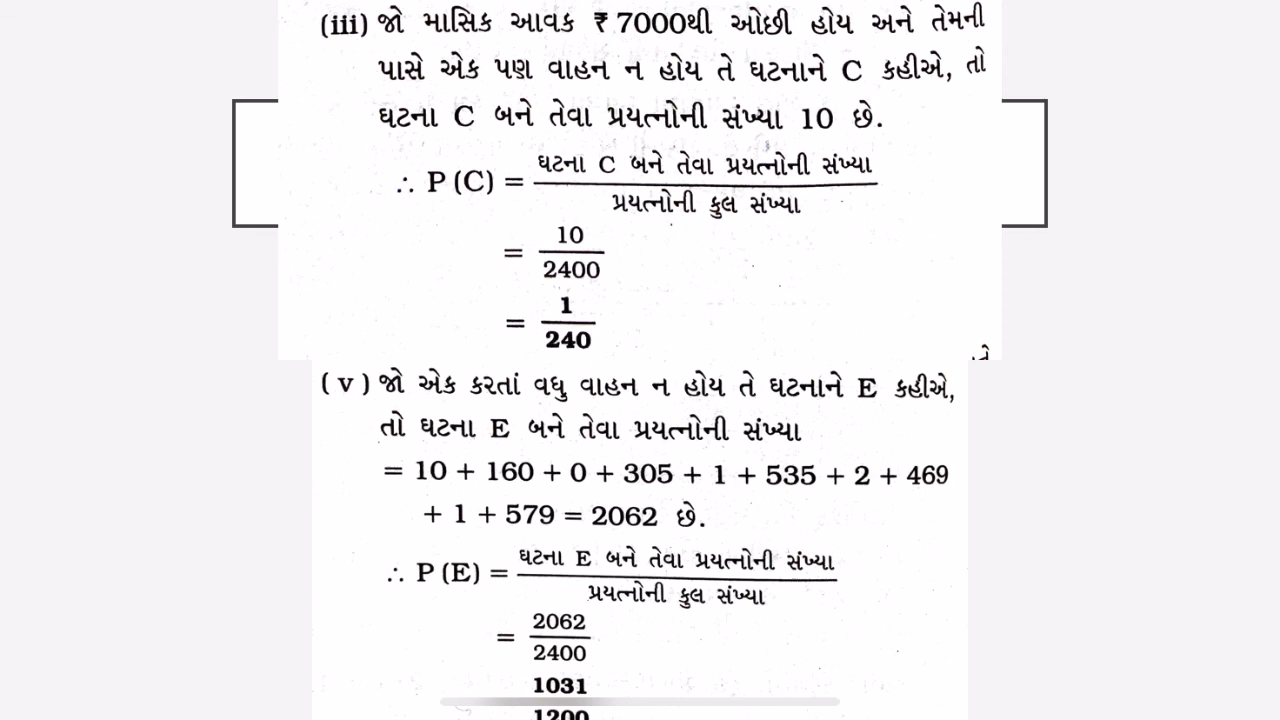 (iii) જો માસિક આવક ₹ 7000થી ઓછી હોય અને તેમની
પાસે એક પણ વાહન ન હોય તે ઘટનાને C કહીએ, તો
ઘટના C બને તેવા પ્રયત્નોની સંખ્યા 10 છે.
∴ P (C) = ઘટના C બને તેવા પ્રયત્નોની સંખ્યા
પ્રયત્નોની કુલ સંખ્યા
= 10
2400
= 1
240
(v) જો એક કરતાં વધુ વાહન ન હોય તે ઘટનાને E કહીએ,
તો ઘટના E બને તેવા પ્રયત્નોની સંખ્યા
= 10 + 160 + 0 + 305 + 1 + 535 + 2 + 469
+ 1 + 579 = 2062 છે.
∴ P (E) = ઘટના E બને તેવા પ્રયત્નોની સંખ્યા
પ્રયત્નોની કુલ સંખ્યા
= 2062
2400
1031
1200